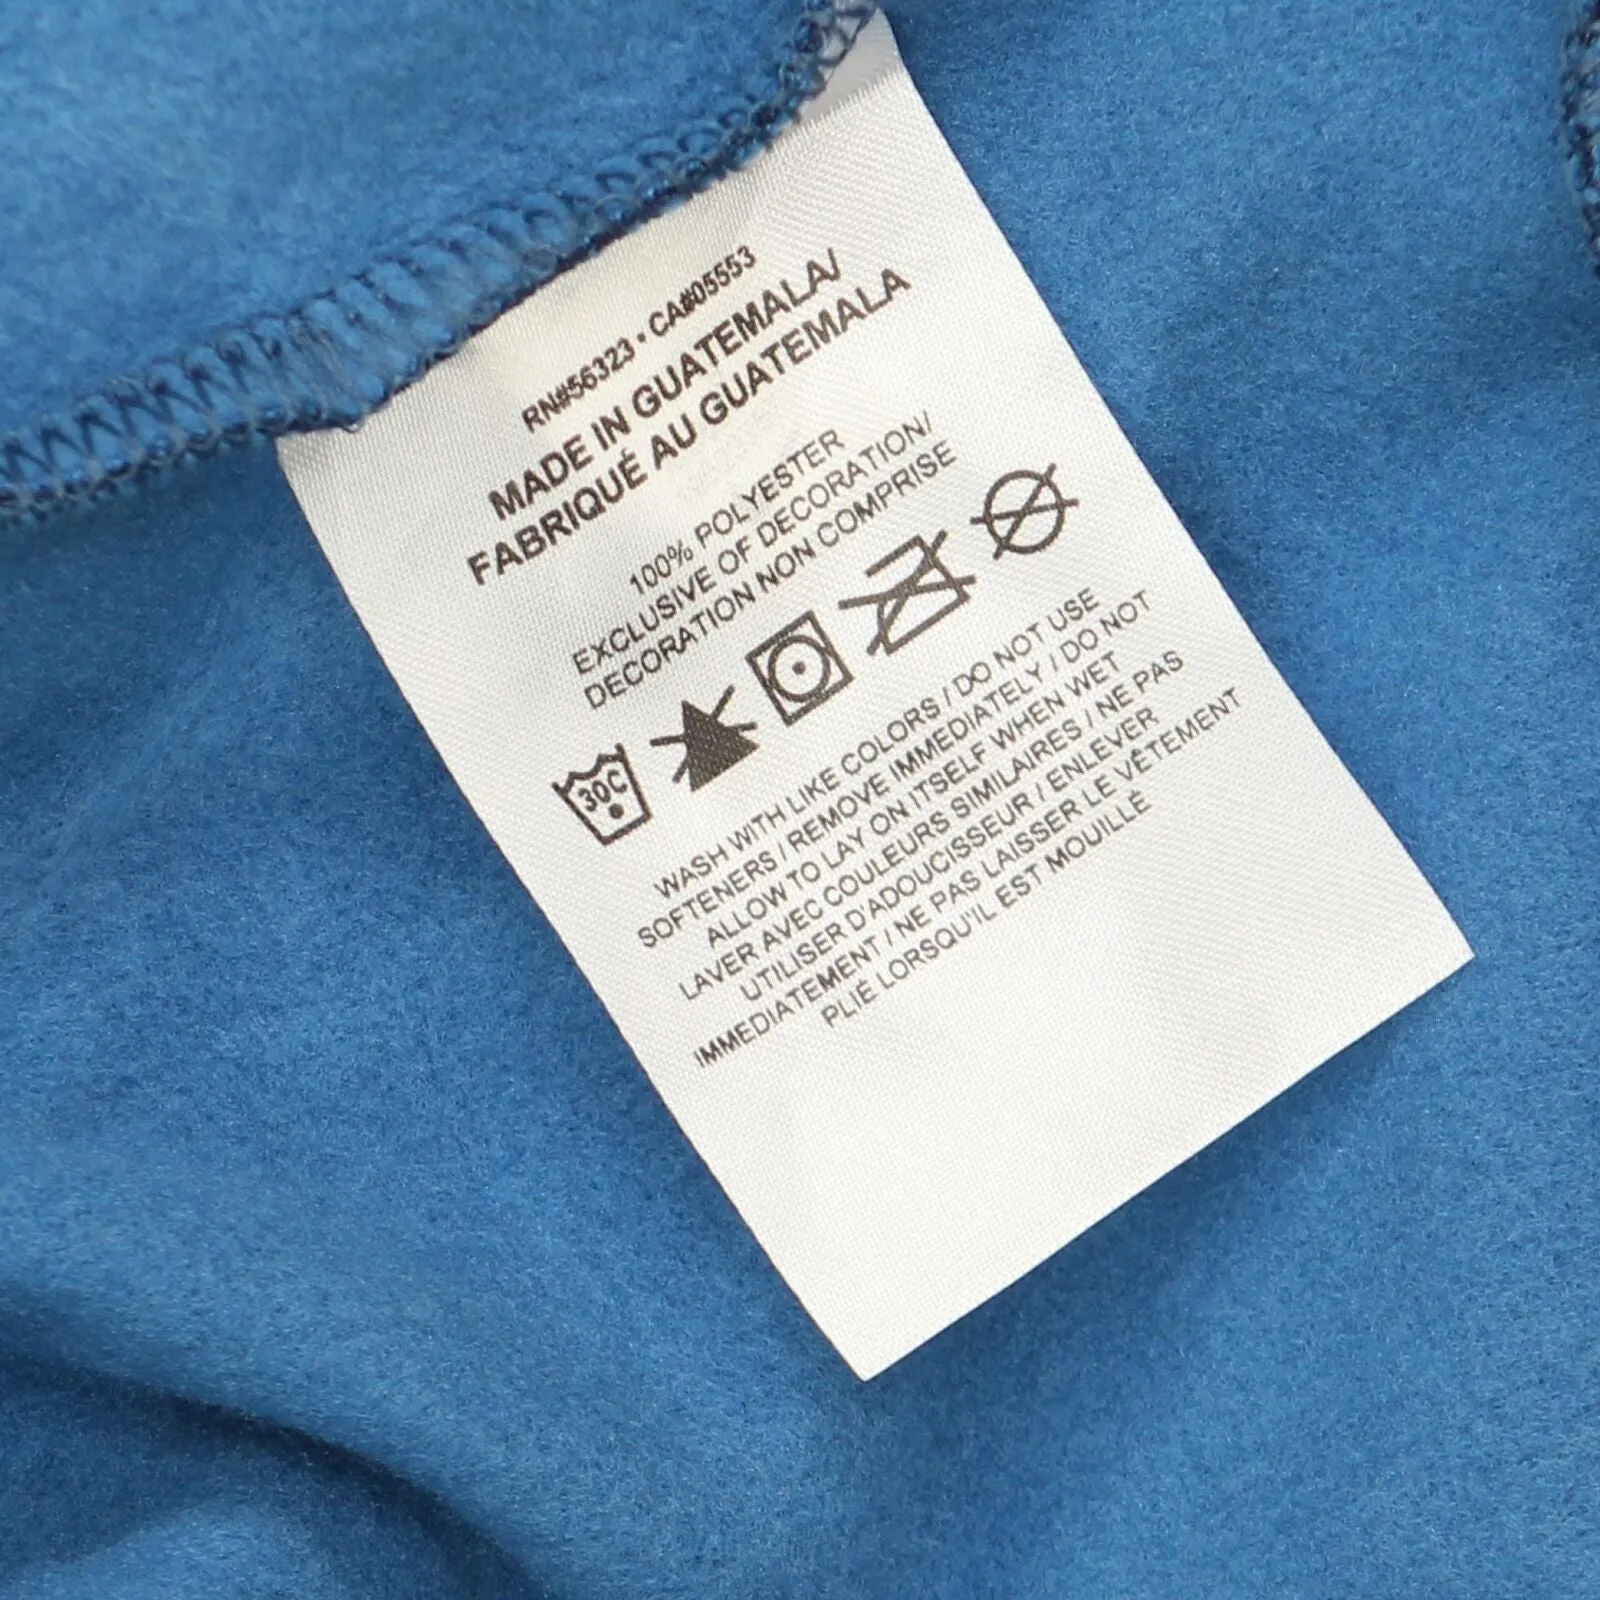 RN#56323 • CA#05553
MADE IN GUATEMALA/
FABRIQUÉ AU GUATEMALA
100% POLYESTER
EXCLUSIVE OF DECORATION/
DECORATION NON COMPRISE
30C
WASH WITH LIKE COLORS / DO NOT USE
SOFTENERS / REMOVE IMMEDIATELY / DO NOT
ALLOW TO LAY ON ITSELF WHEN WET
LAVER AVEC COULEURS SIMILAIRES / NE PAS
UTILISER D'ADOUCISSEUR / ENLEVER
IMMEDIATEMENT / NE PAS LAISSER LE VÊTEMENT
PLIÉ LORSQU'IL EST MOUILLÉ